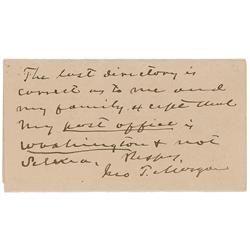 The last directory is
correct as to me and
my family, except that
my post office is
Washington & not
Selma. Respy,
Jno T. Morgan